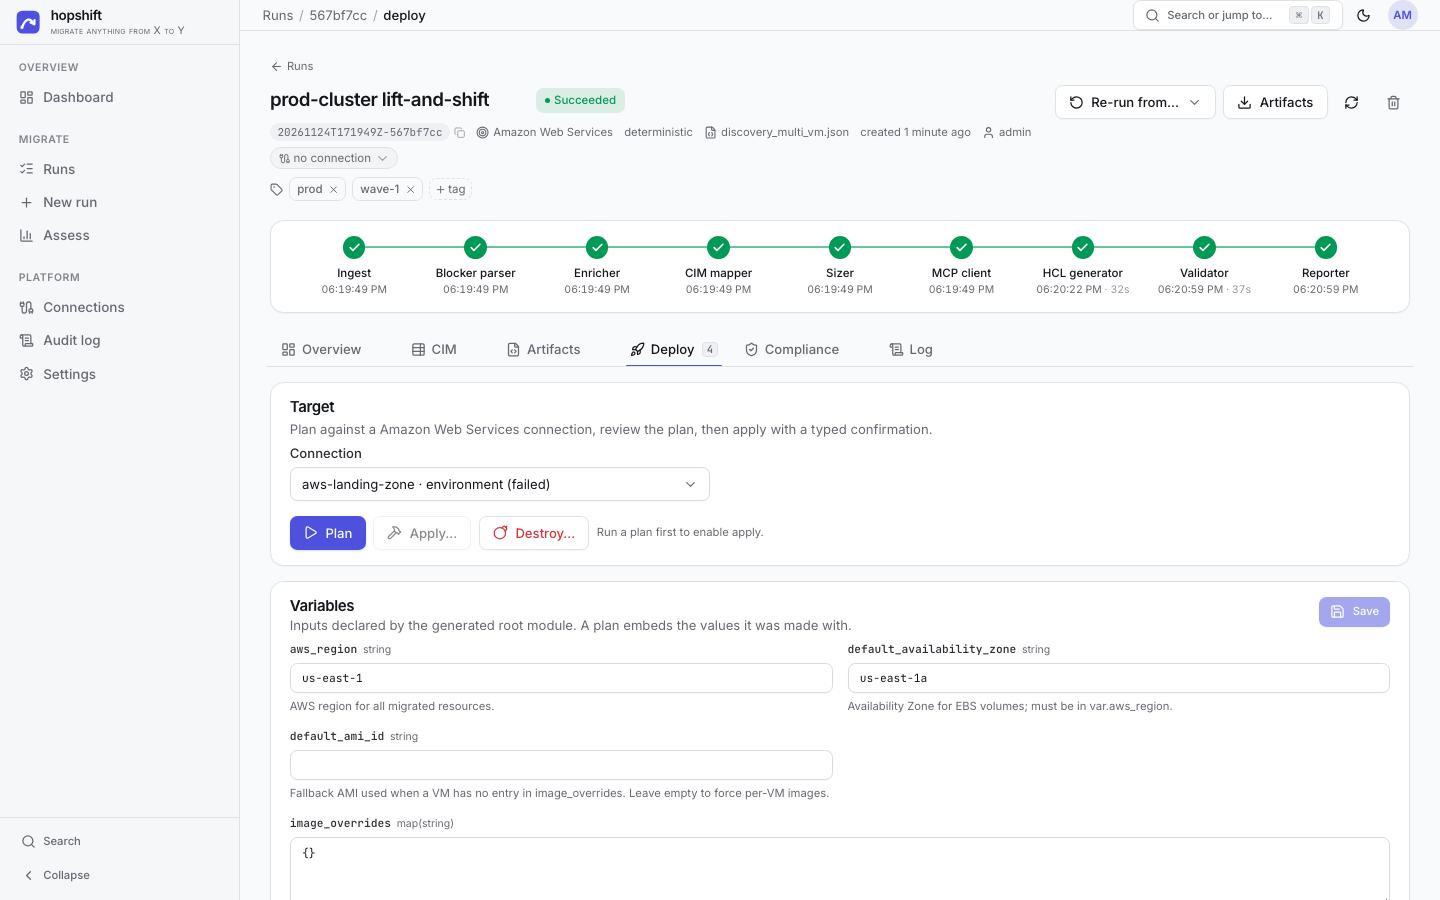 hopshift
MIGRATE ANYTHING FROM X TO Y
OVERVIEW
Dashboard
MIGRATE
Runs
New run
Assess
PLATFORM
Connections
Audit log
Settings
Search
Collapse
Runs / 567bf7cc / deploy
Search or jump to... ⌘ K
AM
← Runs
prod-cluster lift-and-shift
Succeeded
Re-run from...
Artifacts
20261124T171949Z-567bf7cc Amazon Web Services deterministic discovery_multi_vm.json created 1 minute ago admin
no connection
prod × wave-1 × + tag
Ingest
06:19:49 PM
Blocker parser
06:19:49 PM
Enricher
06:19:49 PM
CIM mapper
06:19:49 PM
Sizer
06:19:49 PM
MCP client
06:19:49 PM
HCL generator
06:20:22 PM · 32s
Validator
06:20:59 PM · 37s
Reporter
06:20:59 PM
Overview CIM Artifacts Deploy 4 Compliance Log
Target
Plan against a Amazon Web Services connection, review the plan, then apply with a typed confirmation.
Connection
aws-landing-zone · environment (failed)
Plan Apply... Destroy... Run a plan first to enable apply.
Variables
Save
Inputs declared by the generated root module. A plan embeds the values it was made with.
aws_region string
us-east-1
AWS region for all migrated resources.
default_availability_zone string
us-east-1a
Availability Zone for EBS volumes; must be in var.aws_region.
default_ami_id string
Fallback AMI used when a VM has no entry in image_overrides. Leave empty to force per-VM images.
image_overrides map(string)
{}